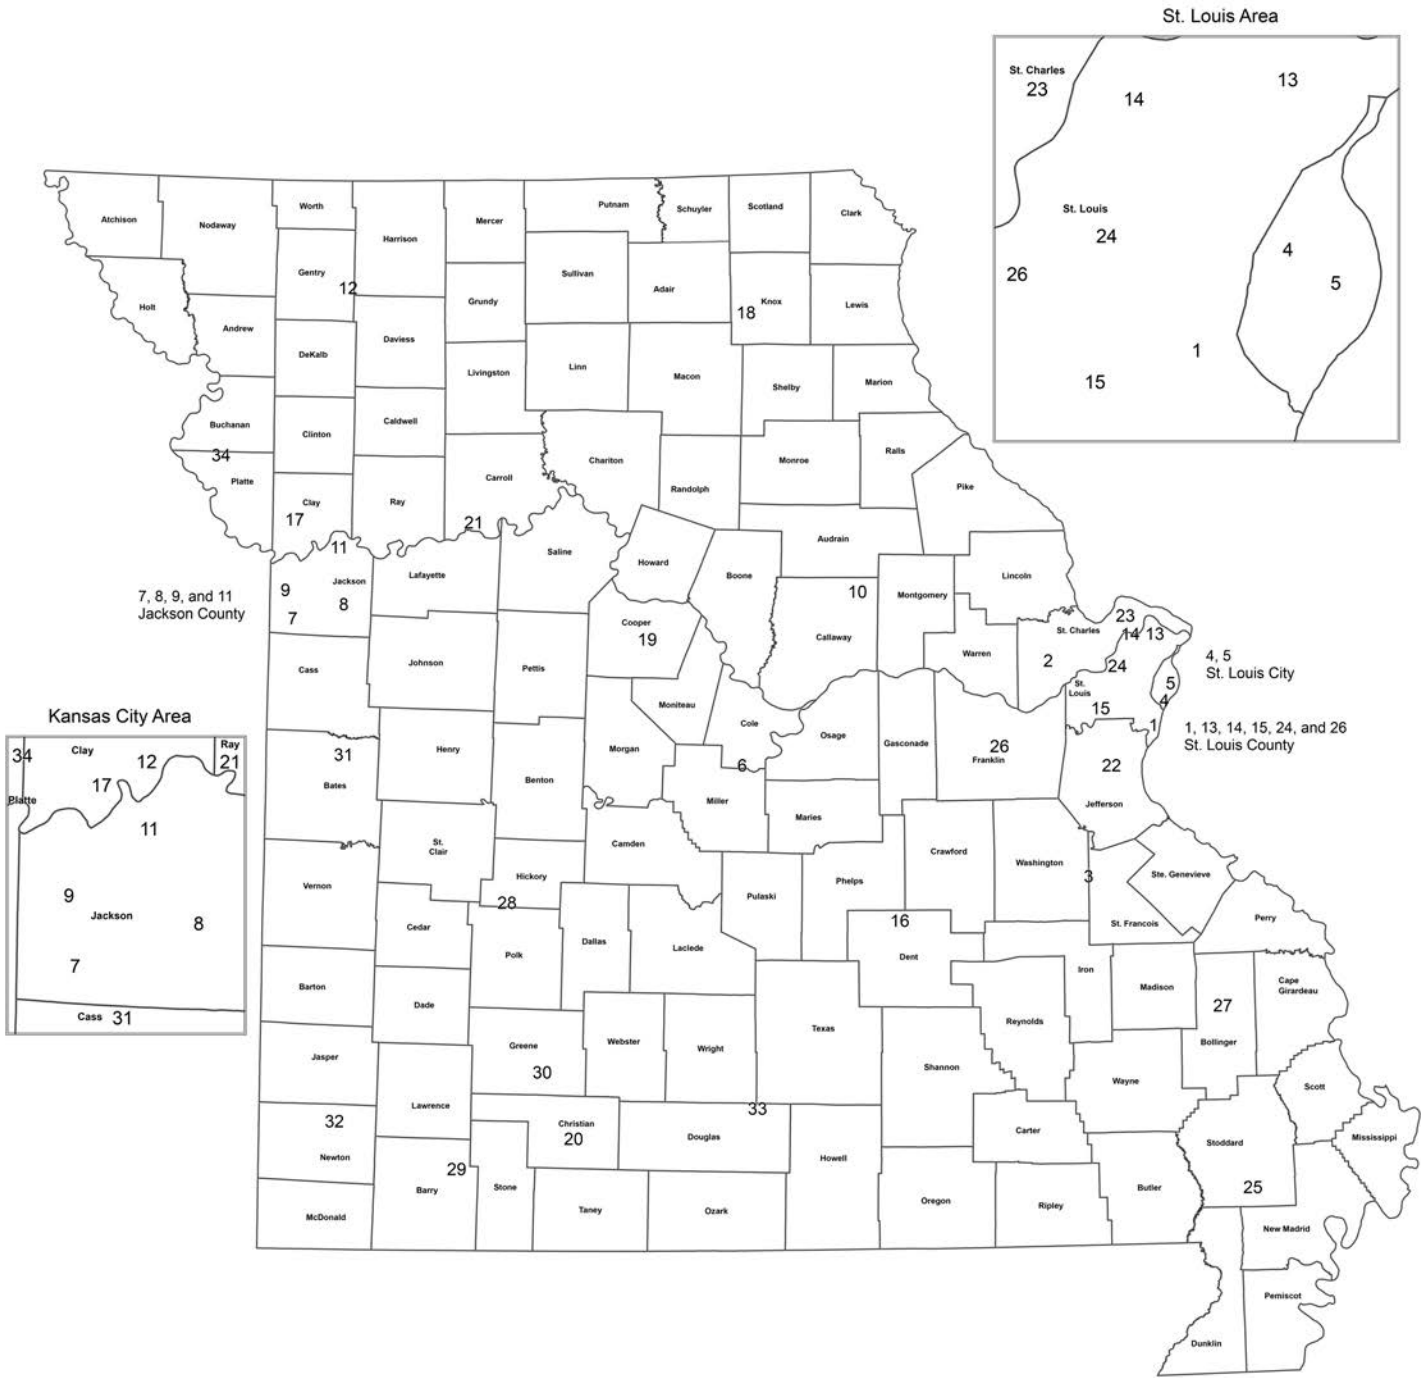 St. Louis Area
St. Charles
23
14
13
St. Louis
24
26
4
5
1
15
Atchison
Nodaway
Worth
Harrison
Mercer
Putnam
Schuyler
Scotland
Clark
Gentry
12
Holt
Andrew
DeKalb
Daviess
Grundy
Sullivan
Adair
18
Knox
Lewis
Livingston
Linn
Macon
Shelby
Marion
Buchanan
34
Clinton
Caldwell
Platte
Clay
17
Ray
Carroll
21
Chariton
Randolph
Monroe
Ralls
Pike
11
9
Jackson
8
7
7, 8, 9, and 11
Jackson County
Lafayette
Saline
Howard
Boone
Audrain
10
Callaway
Montgomery
Lincoln
Cass
Johnson
Pettis
Cooper
19
Moniteau
Warren
St. Charles
2
23
14
13
24
St.
Louis
15
5
4
1
4, 5
St. Louis City
1, 13, 14, 15, 24, and 26
St. Louis County
Kansas City Area
34
Clay
12
Ray
21
17
Platte
11
9
Jackson
8
7
Cass 31
31
Bates
Henry
Benton
Morgan
Cole
6
Miller
Osage
Gasconade
26
Franklin
22
Jefferson
Maries
Camden
St.
Clair
Hickory
28
Vernon
Cedar
Polk
Dallas
Laclede
Pulaski
Phelps
Crawford
Washington
3
Ste. Genevieve
St. Francois
Perry
16
Dent
Iron
Madison
27
Bollinger
Cape
Girardeau
Barton
Dade
Greene
30
Webster
Wright
Texas
Reynolds
Shannon
Wayne
Scott
Mississippi
Jasper
Lawrence
32
Newton
Christian
20
33
Douglas
Howell
Carter
Stoddard
25
29
Barry
Stone
Taney
Ozark
Oregon
Ripley
Butler
New Madrid
McDonald
Pemiscot
Dunklin